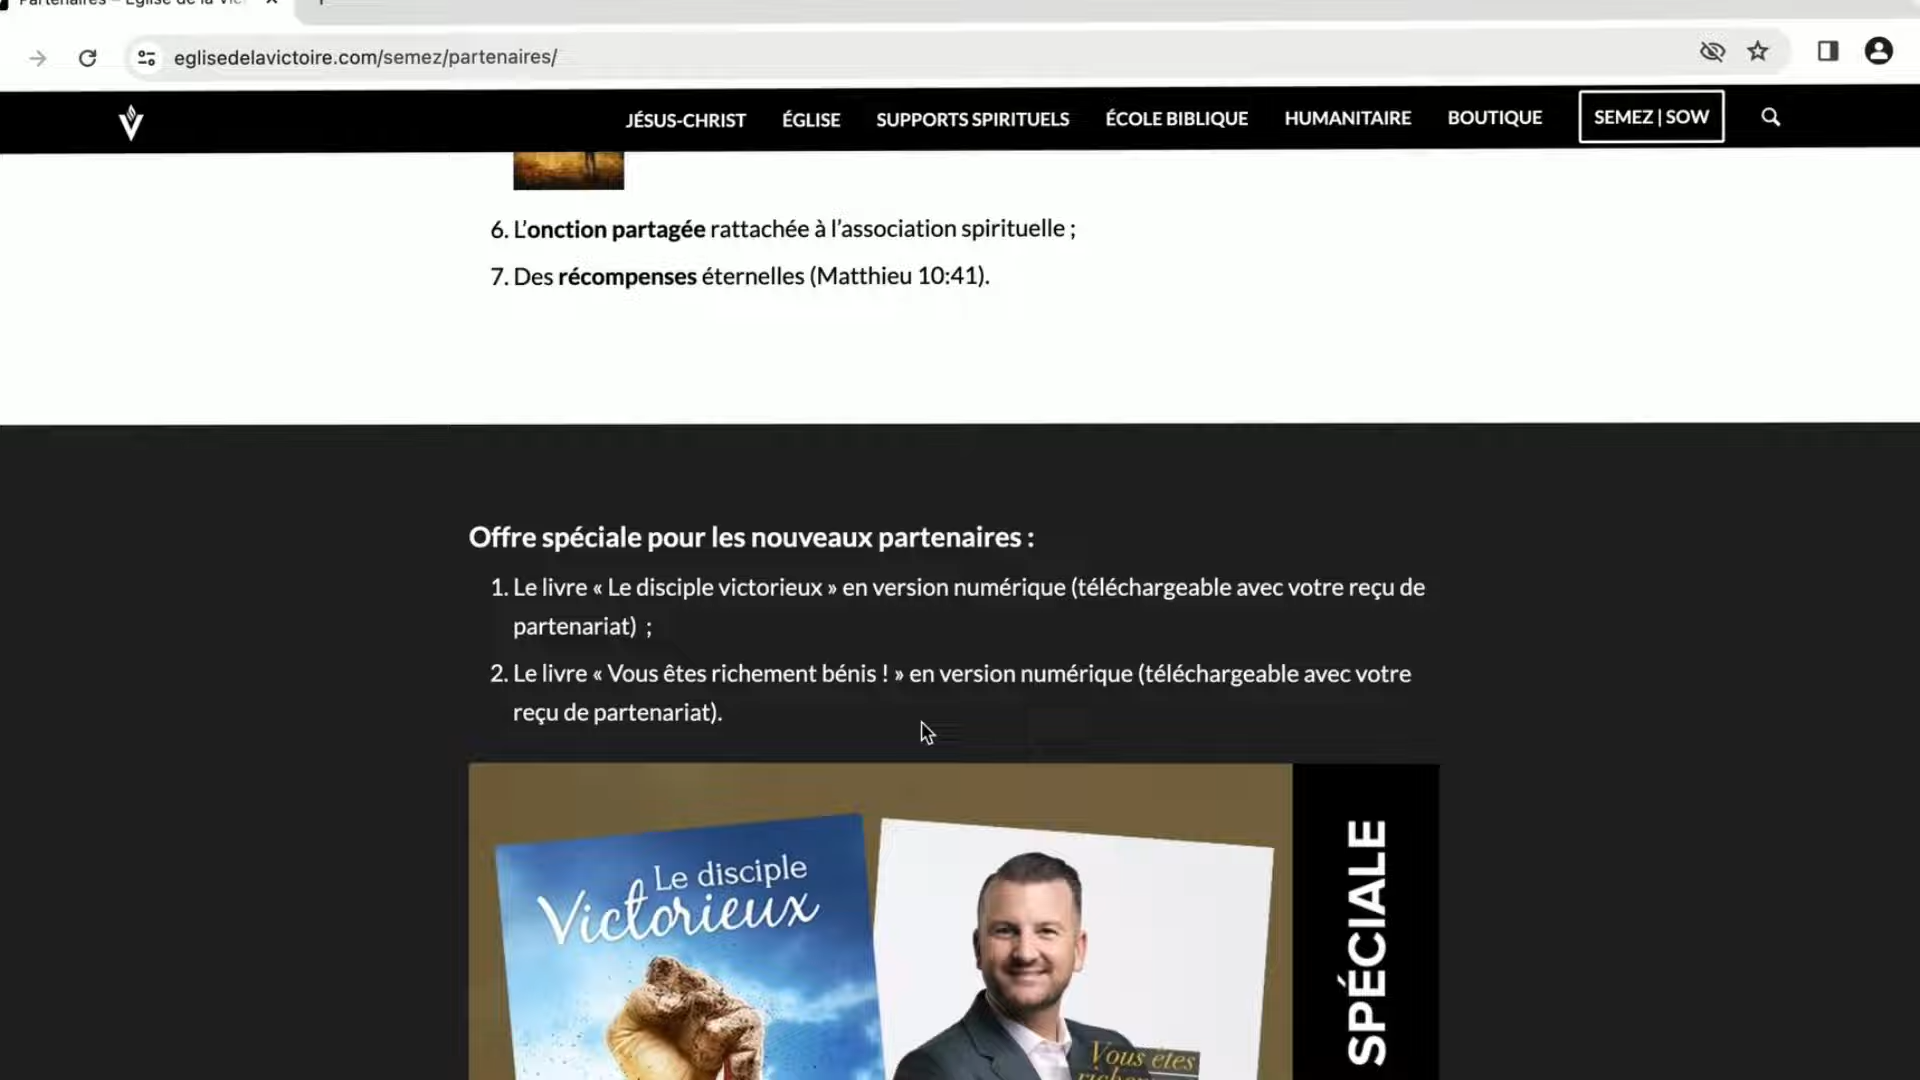 eglisedelavictoire.com/semez/partenaires/
JÉSUS-CHRIST ÉGLISE SUPPORTS SPIRITUELS ÉCOLE BIBLIQUE HUMANITAIRE BOUTIQUE SEMEZ | SOW
6. L’onction partagée rattachée à l’association spirituelle ;
7. Des récompenses éternelles (Matthieu 10:41).
Offre spéciale pour les nouveaux partenaires :
1. Le livre « Le disciple victorieux » en version numérique (téléchargeable avec votre reçu de
partenariat) ;
2. Le livre « Vous êtes richement bénis ! » en version numérique (téléchargeable avec votre
reçu de partenariat).
Le disciple
Victorieux
Vous êtes
SPÉCIALE